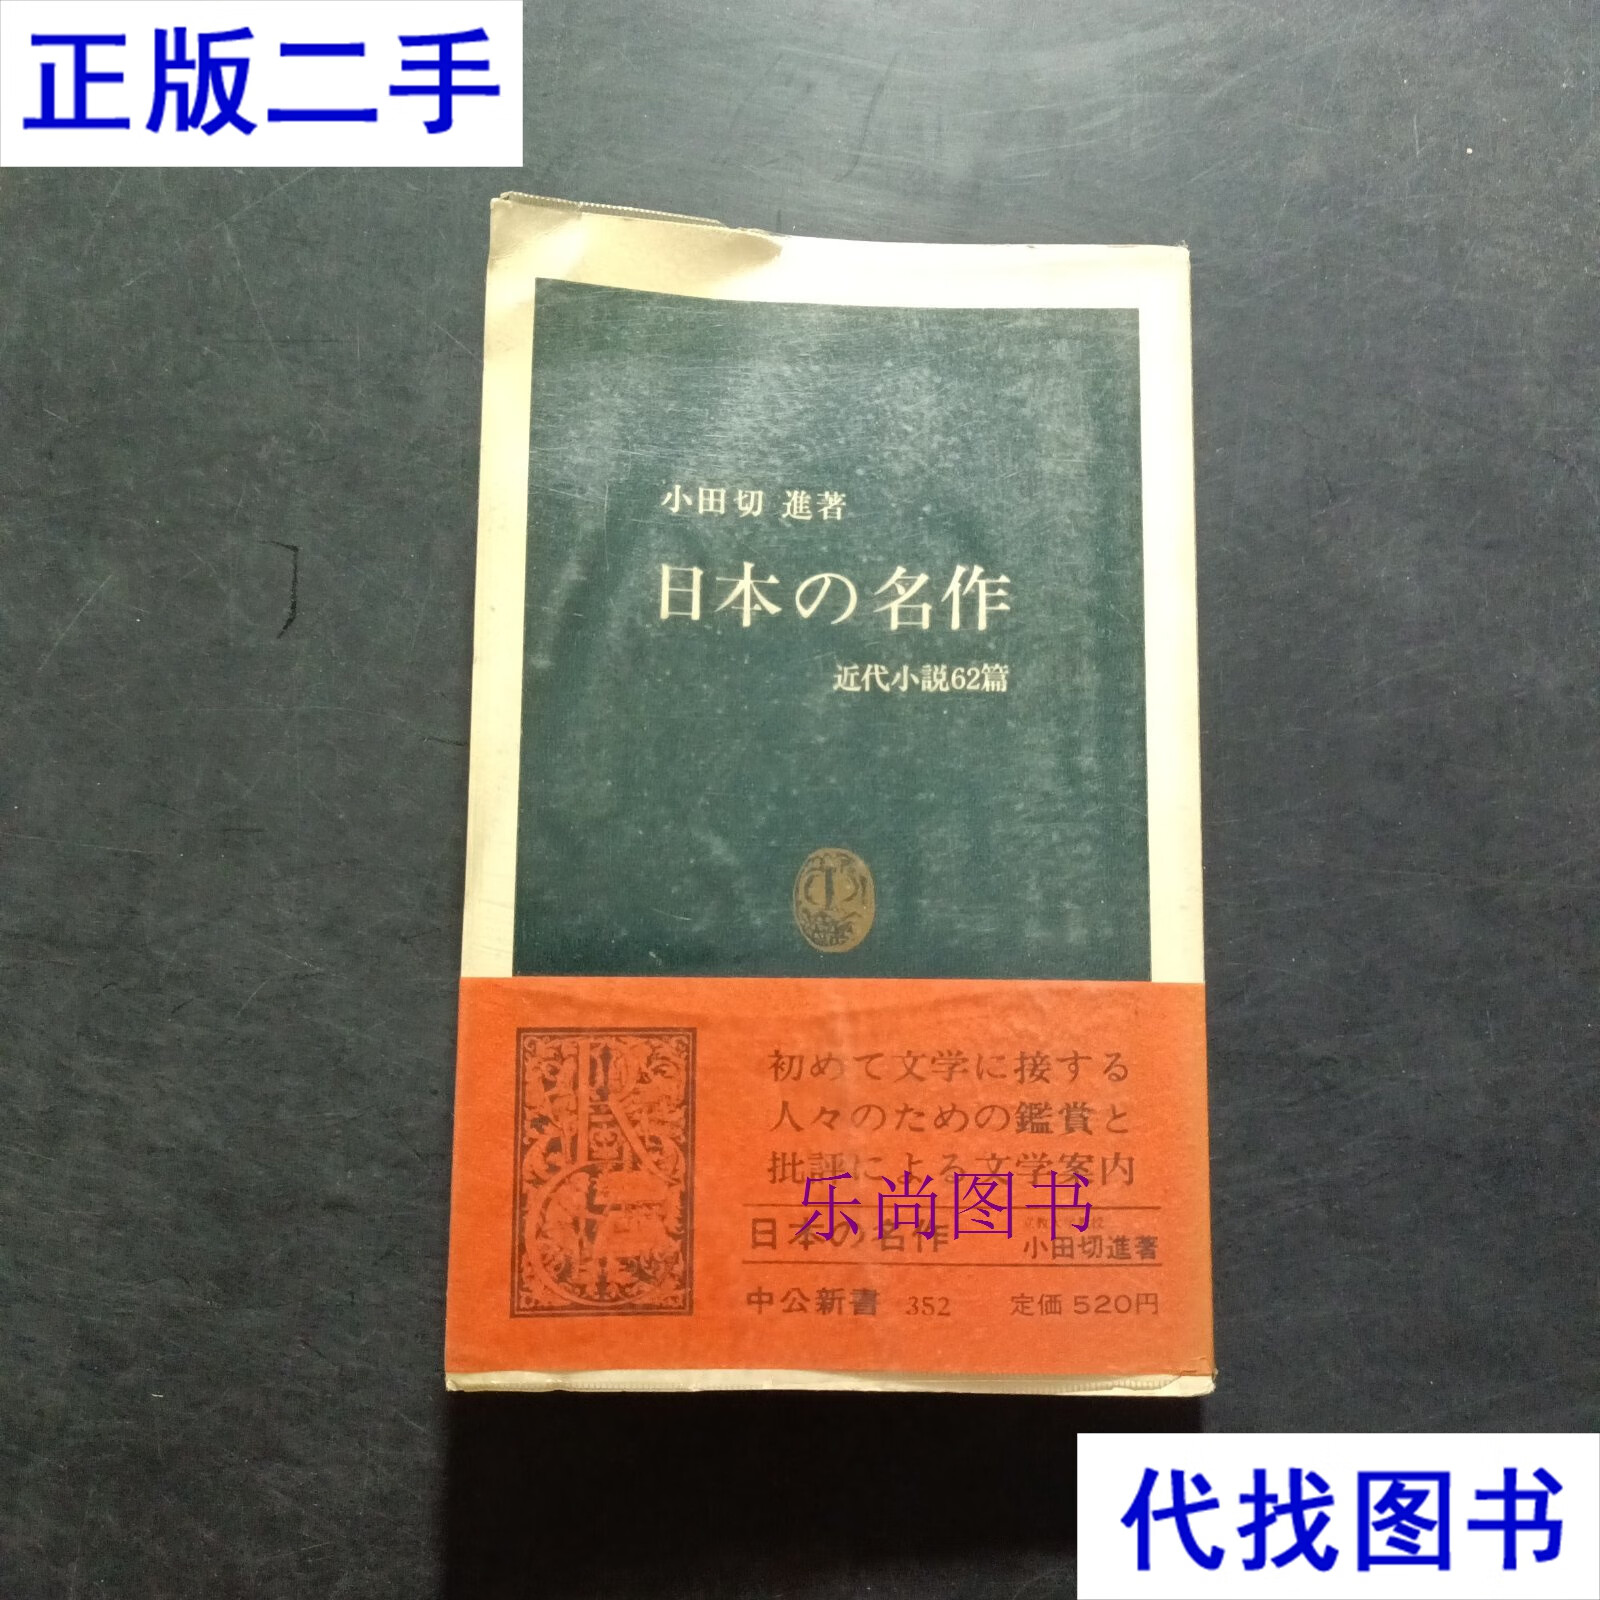 正版二手
小田切 進著
日本の名作
近代小説62篇
初めて文学に接する
人々のための鑑賞と
批評による文学案内
乐尚图书
日本の名作
小田切進著
中公新書 352 定価 520円
代找图书